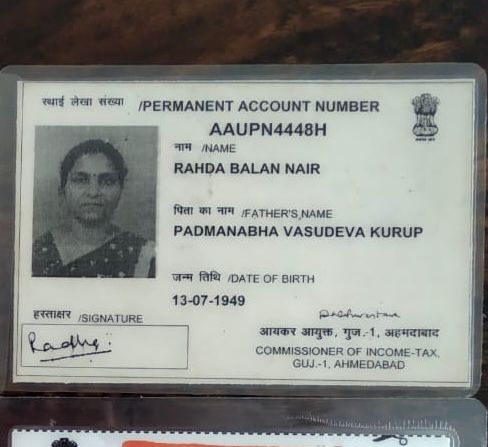 स्थाई लेखा संख्या /PERMANENT ACCOUNT NUMBER
AAUPN4448H
नाम /NAME
RAHDA BALAN NAIR
पिता का नाम /FATHER'S NAME
PADMANABHA VASUDEVA KURUP
जन्म तिथि /DATE OF BIRTH
13-07-1949
हस्ताक्षर /SIGNATURE
Radha
आयकर आयुक्त, गुज.-1, अहमदाबाद
COMMISSIONER OF INCOME-TAX,
GUJ.-1, AHMEDABAD